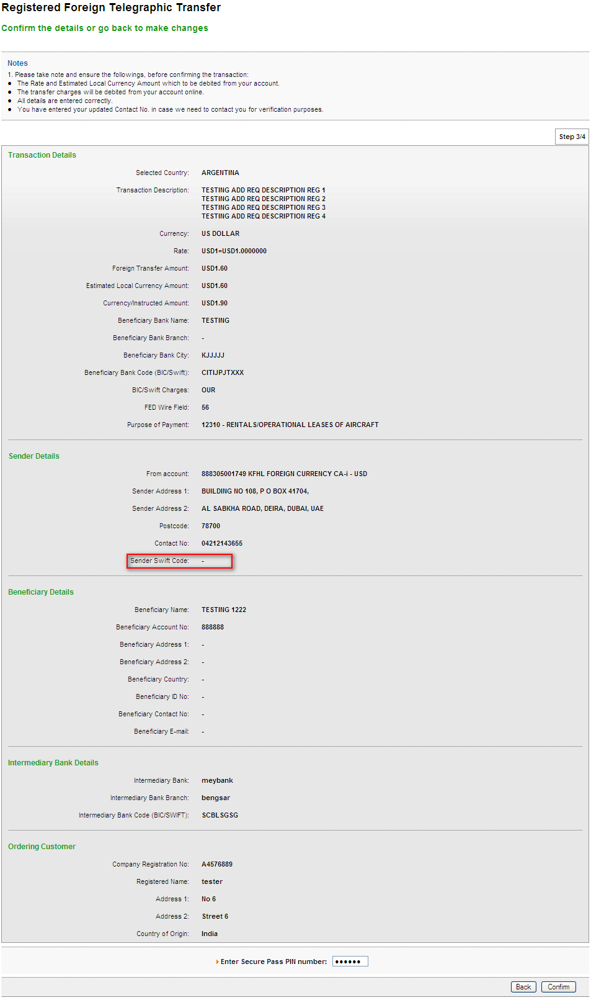 Registered Foreign Telegraphic Transfer
Confirm the details or go back to make changes
Notes
1. Please take note and ensure the followings, before confirming the transaction:
● The Rate and Estimated Local Currency Amount which to be debited from your account.
● The transfer charges will be debited from your account online.
● All details are entered correctly.
● You have entered your updated Contact No. in case we need to contact you for verification purposes.
Step 3/4
Transaction Details
Selected Country: ARGENTINA
Transaction Description: TESTING ADD REQ DESCRIPTION REG 1
TESTING ADD REQ DESCRIPTION REG 2
TESTING ADD REQ DESCRIPTION REG 3
TESTING ADD REQ DESCRIPTION REG 4
Currency: US DOLLAR
Rate: USD1=USD1.0000000
Foreign Transfer Amount: USD1.60
Estimated Local Currency Amount: USD1.60
Currency/Instructed Amount: USD1.90
Beneficiary Bank Name: TESTING
Beneficiary Bank Branch: -
Beneficiary Bank City: KJJJJJ
Beneficiary Bank Code (BIC/Swift): CITIJPJTXXX
BIC/Swift Charges: OUR
FED Wire Field: 56
Purpose of Payment: 12310 - RENTALS/OPERATIONAL LEASES OF AIRCRAFT
Sender Details
From account: 888305001749 KFHL FOREIGN CURRENCY CA-i - USD
Sender Address 1: BUILDING NO 108, P O BOX 41704,
Sender Address 2: AL SABKHA ROAD, DEIRA, DUBAI, UAE
Postcode: 78700
Contact No: 04212143655
Sender Swift Code: -
Beneficiary Details
Beneficiary Name: TESTING 1222
Beneficiary Account No: 888888
Beneficiary Address 1: -
Beneficiary Address 2: -
Beneficiary Country: -
Beneficiary ID No: -
Beneficiary Contact No: -
Beneficiary E-mail: -
Intermediary Bank Details
Intermediary Bank: meybank
Intermediary Bank Branch: bengsar
Intermediary Bank Code (BIC/SWIFT): SCBLSGSG
Ordering Customer
Company Registration No: A4576889
Registered Name: tester
Address 1: No 6
Address 2: Street 6
Country of Origin: India
Enter Secure Pass PIN number: ●●●●●●
Back Confirm